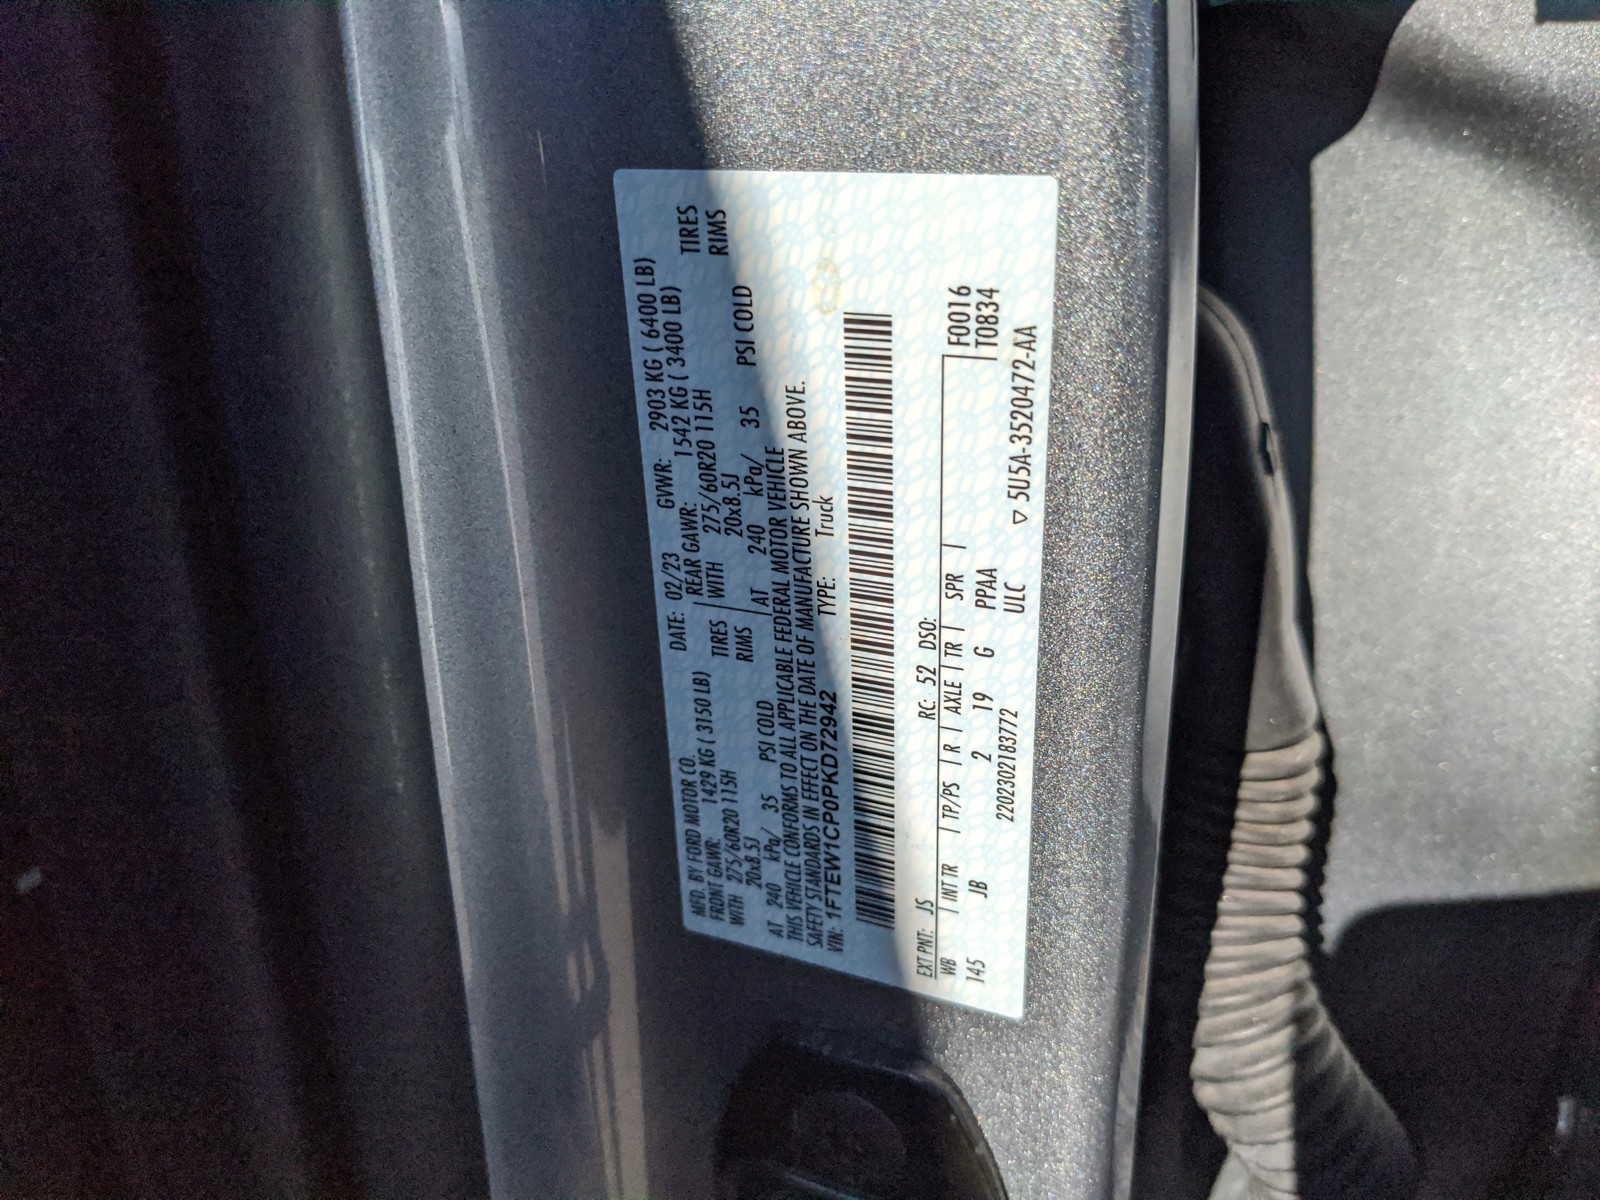 MFD. BY FORD MOTOR CO. DATE: 02/23 GVWR: 2903 KG ( 6400 LB)
FRONT GAWR: 1429 KG ( 3150 LB) REAR GAWR: 1542 KG ( 3400 LB)
WITH 275/60R20 115H TIRES WITH 275/60R20 115H TIRES
20x8.5J RIMS 20x8.5J RIMS
AT 240 kPa/ 35 PSI COLD AT 240 kPa/ 35 PSI COLD
THIS VEHICLE CONFORMS TO ALL APPLICABLE FEDERAL MOTOR VEHICLE
SAFETY STANDARDS IN EFFECT ON THE DATE OF MANUFACTURE SHOWN ABOVE.
VIN: 1FTEW1CP0PKD72942 TYPE: Truck
EXT PNT: JS RC: 52 DSO: F0016
WB | INT TR | TP/PS | R | AXLE | TR | SPR | T0834
145 JB 2 19 G PPAA
2202302183772 ULC ▽ 5U5A-3520472-AA